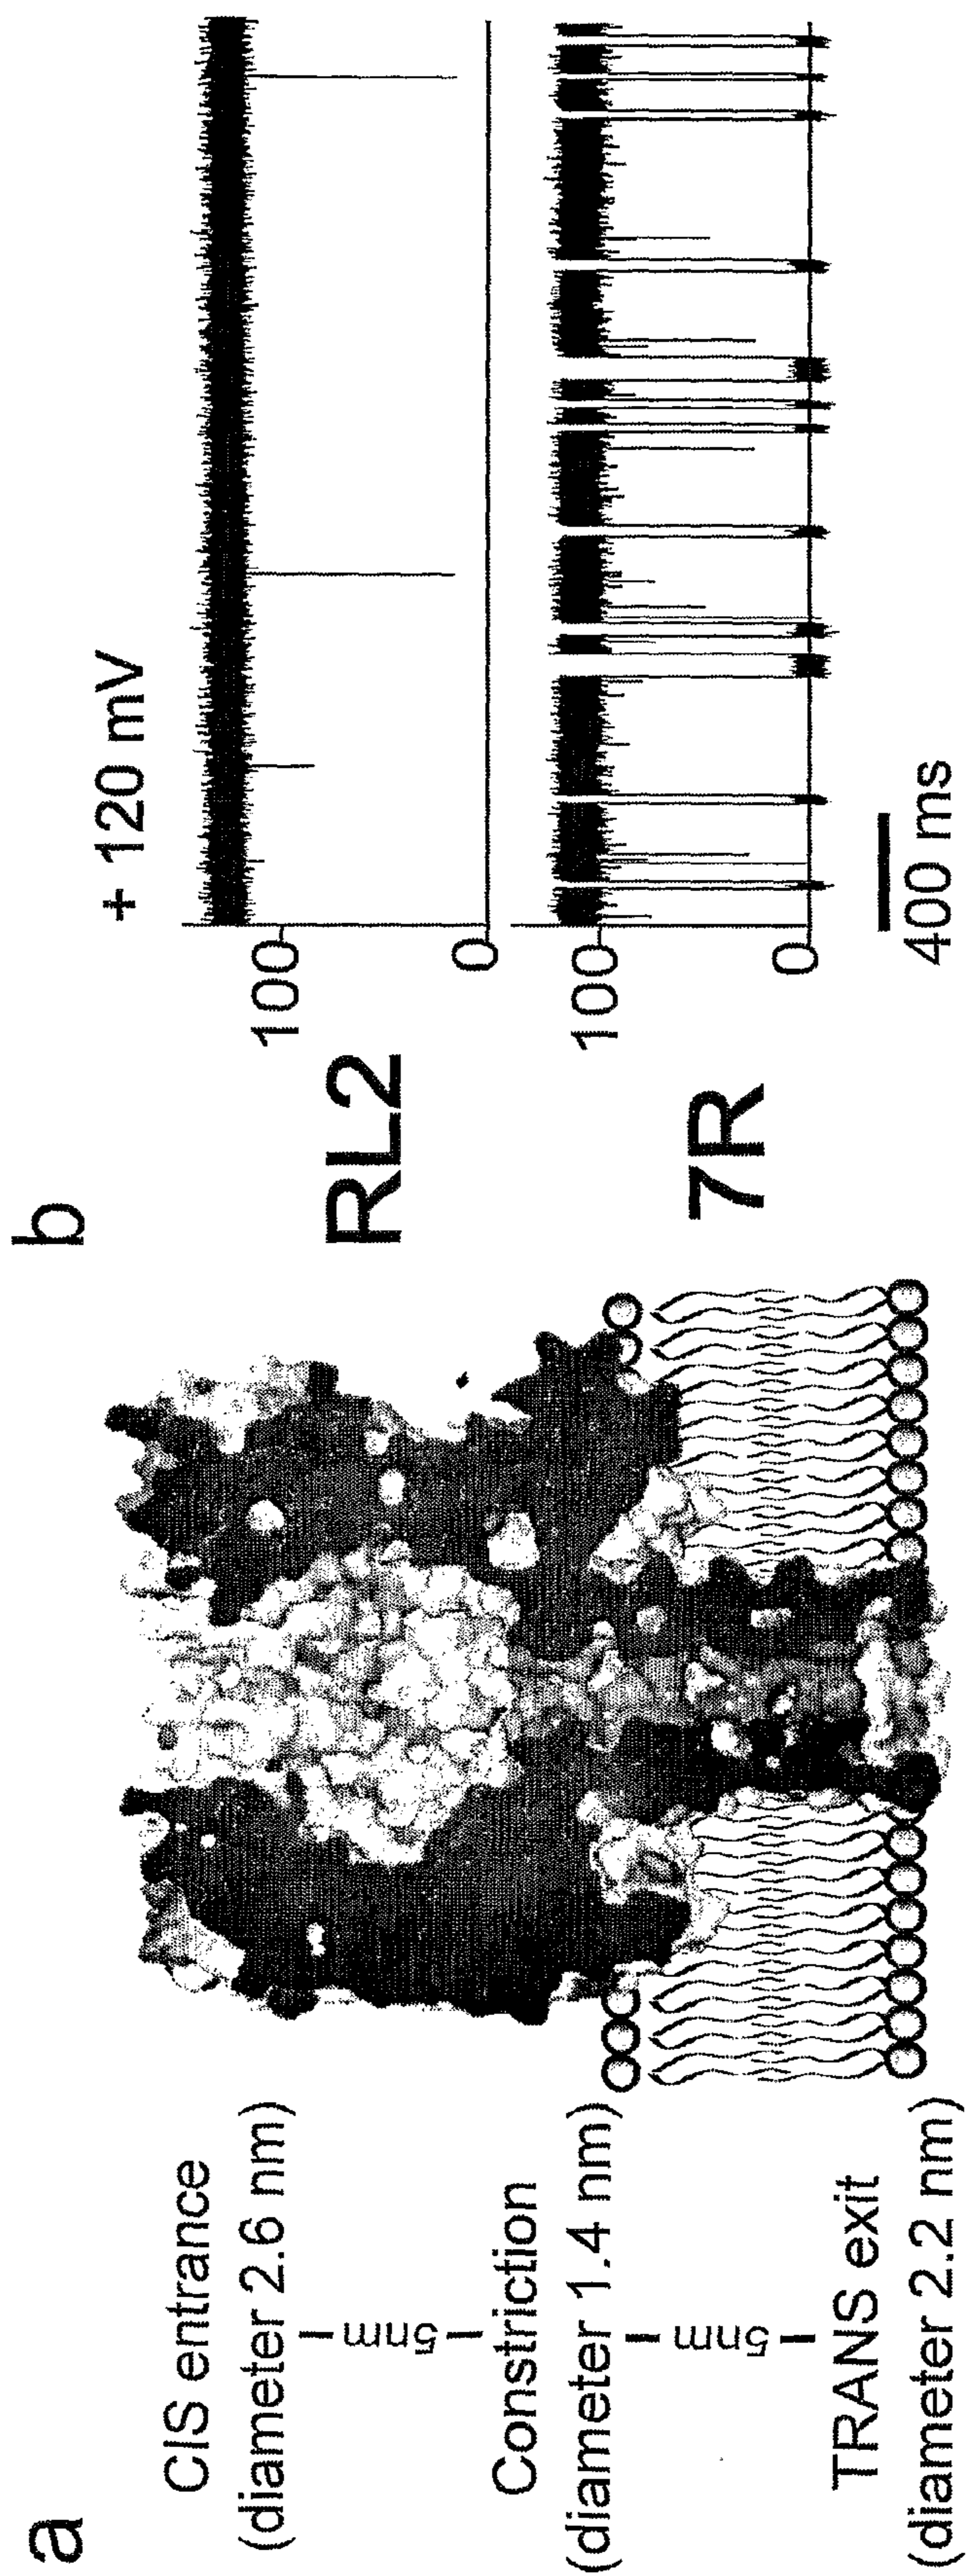 a
CIS entrance
(diameter 2.6 nm)
5nm
Constriction
(diameter 1.4 nm)
5nm
TRANS exit
(diameter 2.2 nm)
b
+ 120 mV
RL2
100
0
7R
100
0
400 ms